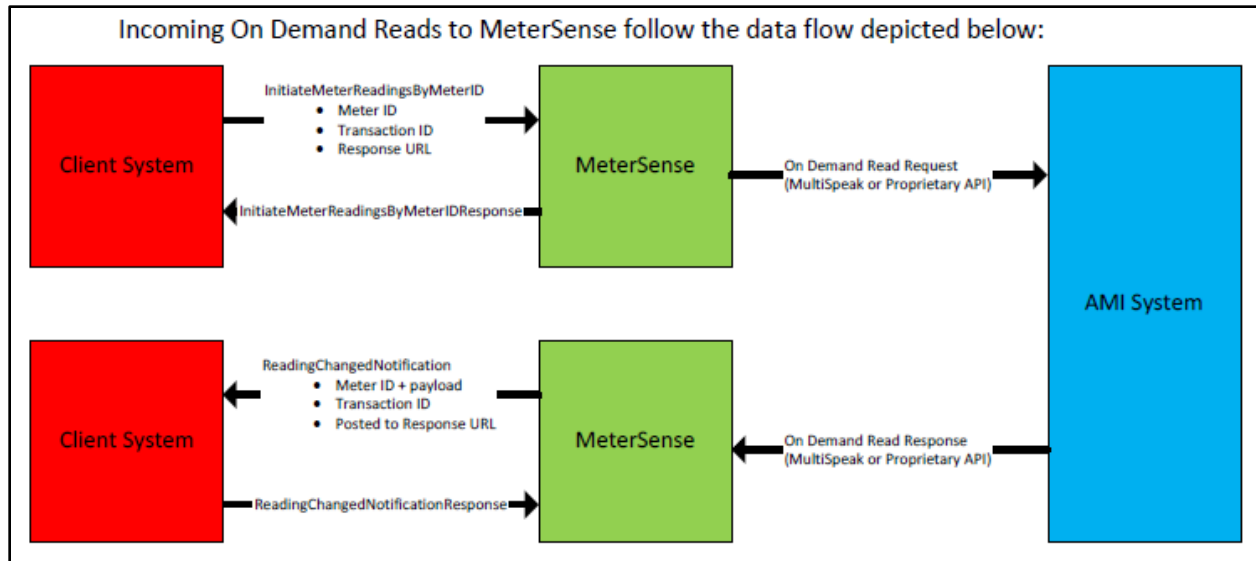 Incoming On Demand Reads to MeterSense follow the data flow depicted below:
Client System
InitiateMeterReadingsByMeterID
• Meter ID
• Transaction ID
• Response URL
InitiateMeterReadingsByMeterIDResponse
MeterSense
On Demand Read Request
(MultiSpeak or Proprietary API)
AMI System
Client System
ReadingChangedNotification
• Meter ID + payload
• Transaction ID
• Posted to Response URL
ReadingChangedNotificationResponse
MeterSense
On Demand Read Response
(MultiSpeak or Proprietary API)